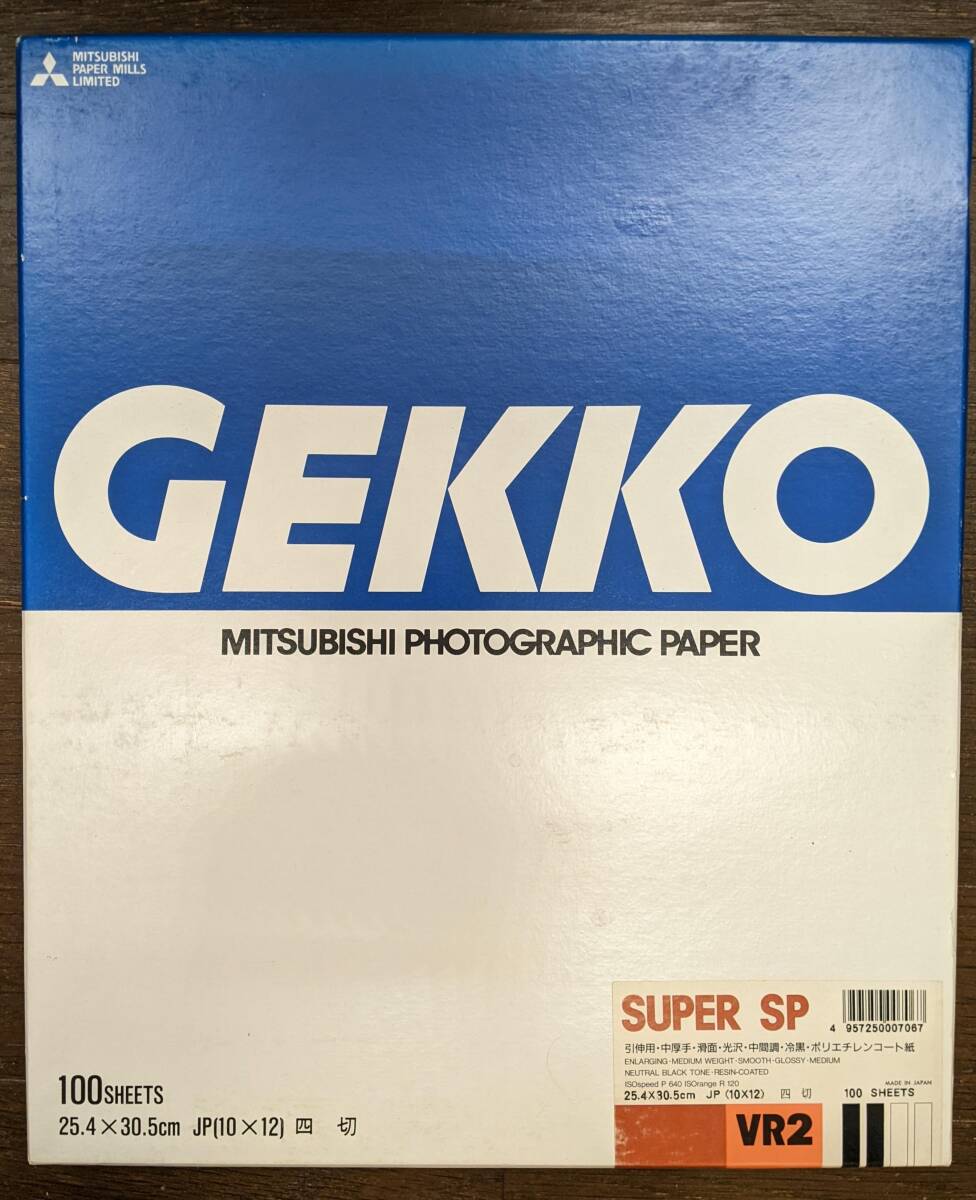 MITSUBISHI
PAPER MILLS
LIMITED
GEKKO
MITSUBISHI PHOTOGRAPHIC PAPER
100 SHEETS
25.4×30.5cm JP(10×12) 四 切
SUPER SP
4 957250007067
引伸用・中厚手・滑面・光沢・中間調・冷黒・ポリエチレンコート紙
ENLARGING・MEDIUM WEIGHT・SMOOTH・GLOSSY・MEDIUM
NEUTRAL BLACK TONE・RESIN-COATED
ISOspeed P 640 ISOrange R 120
MADE IN JAPAN
25.4×30.5cm JP (10×12) 四 切 100 SHEETS
VR2